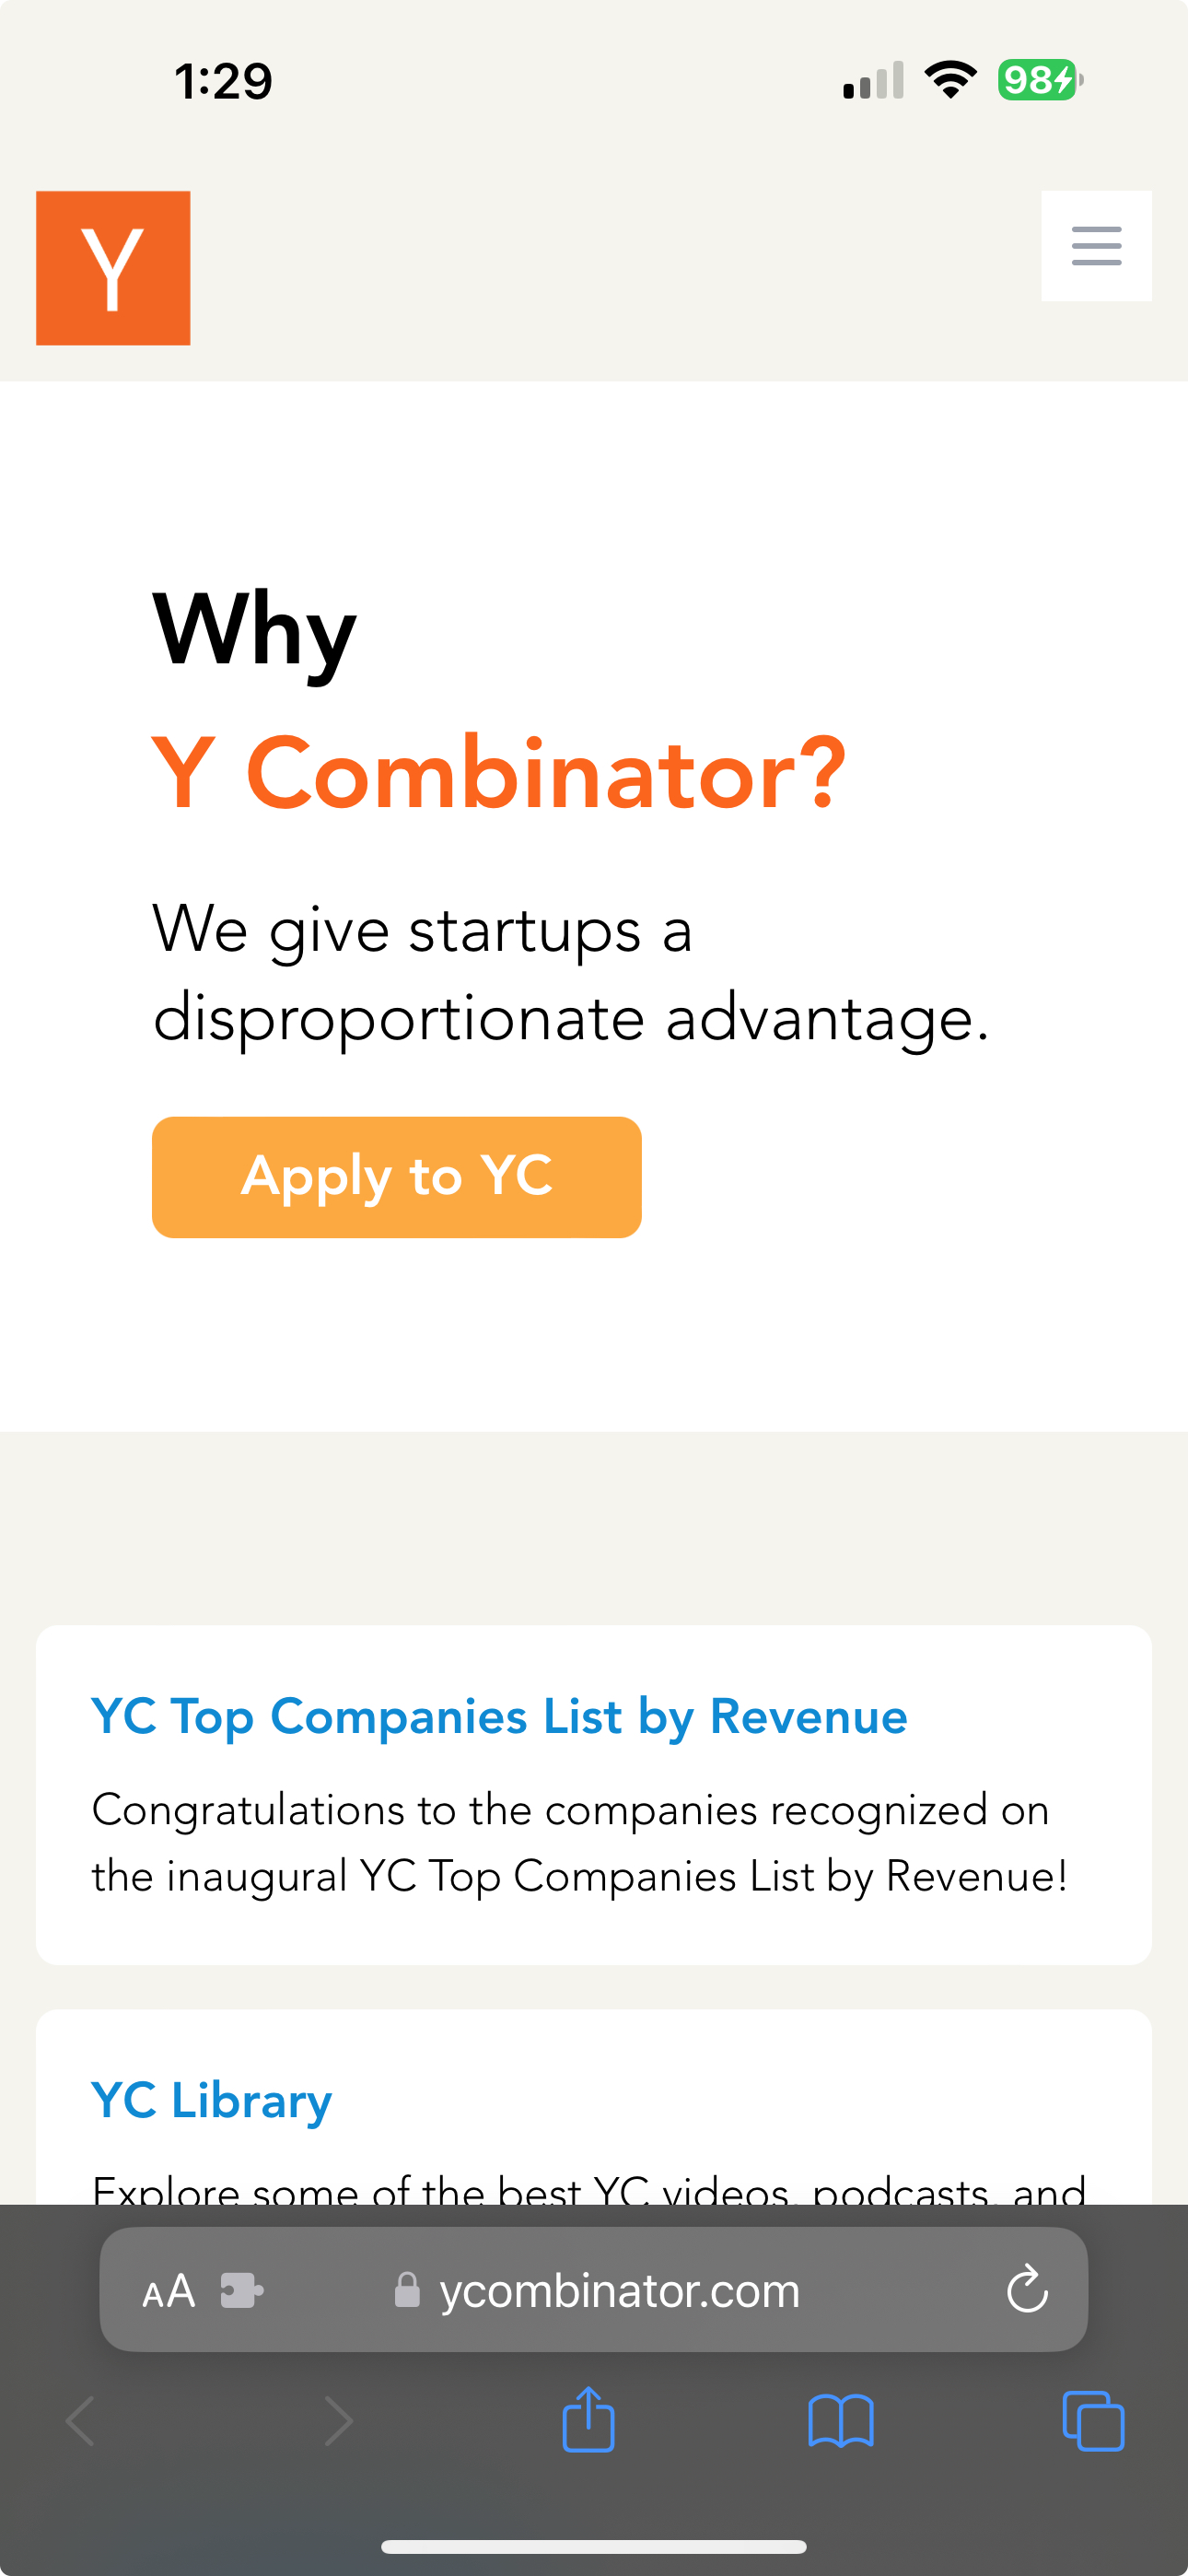 1:29
98
Y
Why
Y Combinator?
We give startups a
disproportionate advantage.
Apply to YC
YC Top Companies List by Revenue
Congratulations to the companies recognized on
the inaugural YC Top Companies List by Revenue!
YC Library
Explore some of the best YC videos, podcasts, and
AA ycombinator.com